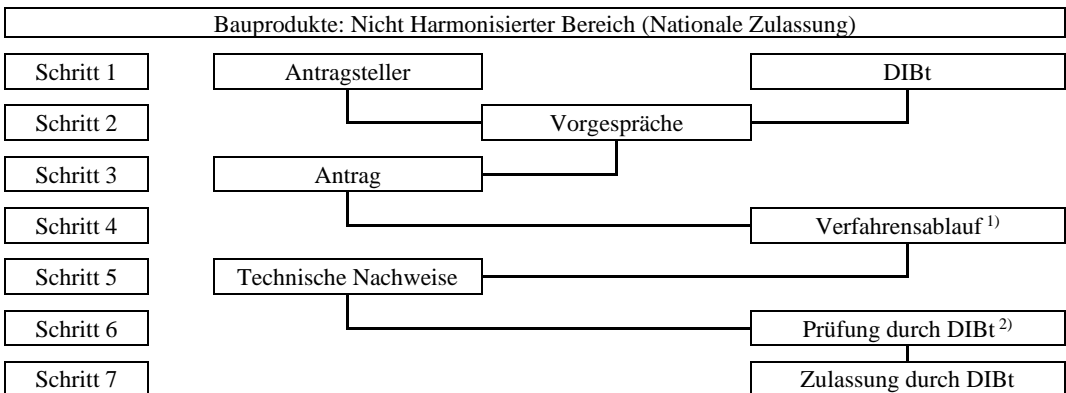 Bauprodukte: Nicht Harmonisierter Bereich (Nationale Zulassung)
Schritt 1 Antragsteller DIBt
Schritt 2 Vorgespräche
Schritt 3 Antrag
Schritt 4 Verfahrensablauf 1)
Schritt 5 Technische Nachweise
Schritt 6 Prüfung durch DIBt 2)
Schritt 7 Zulassung durch DIBt